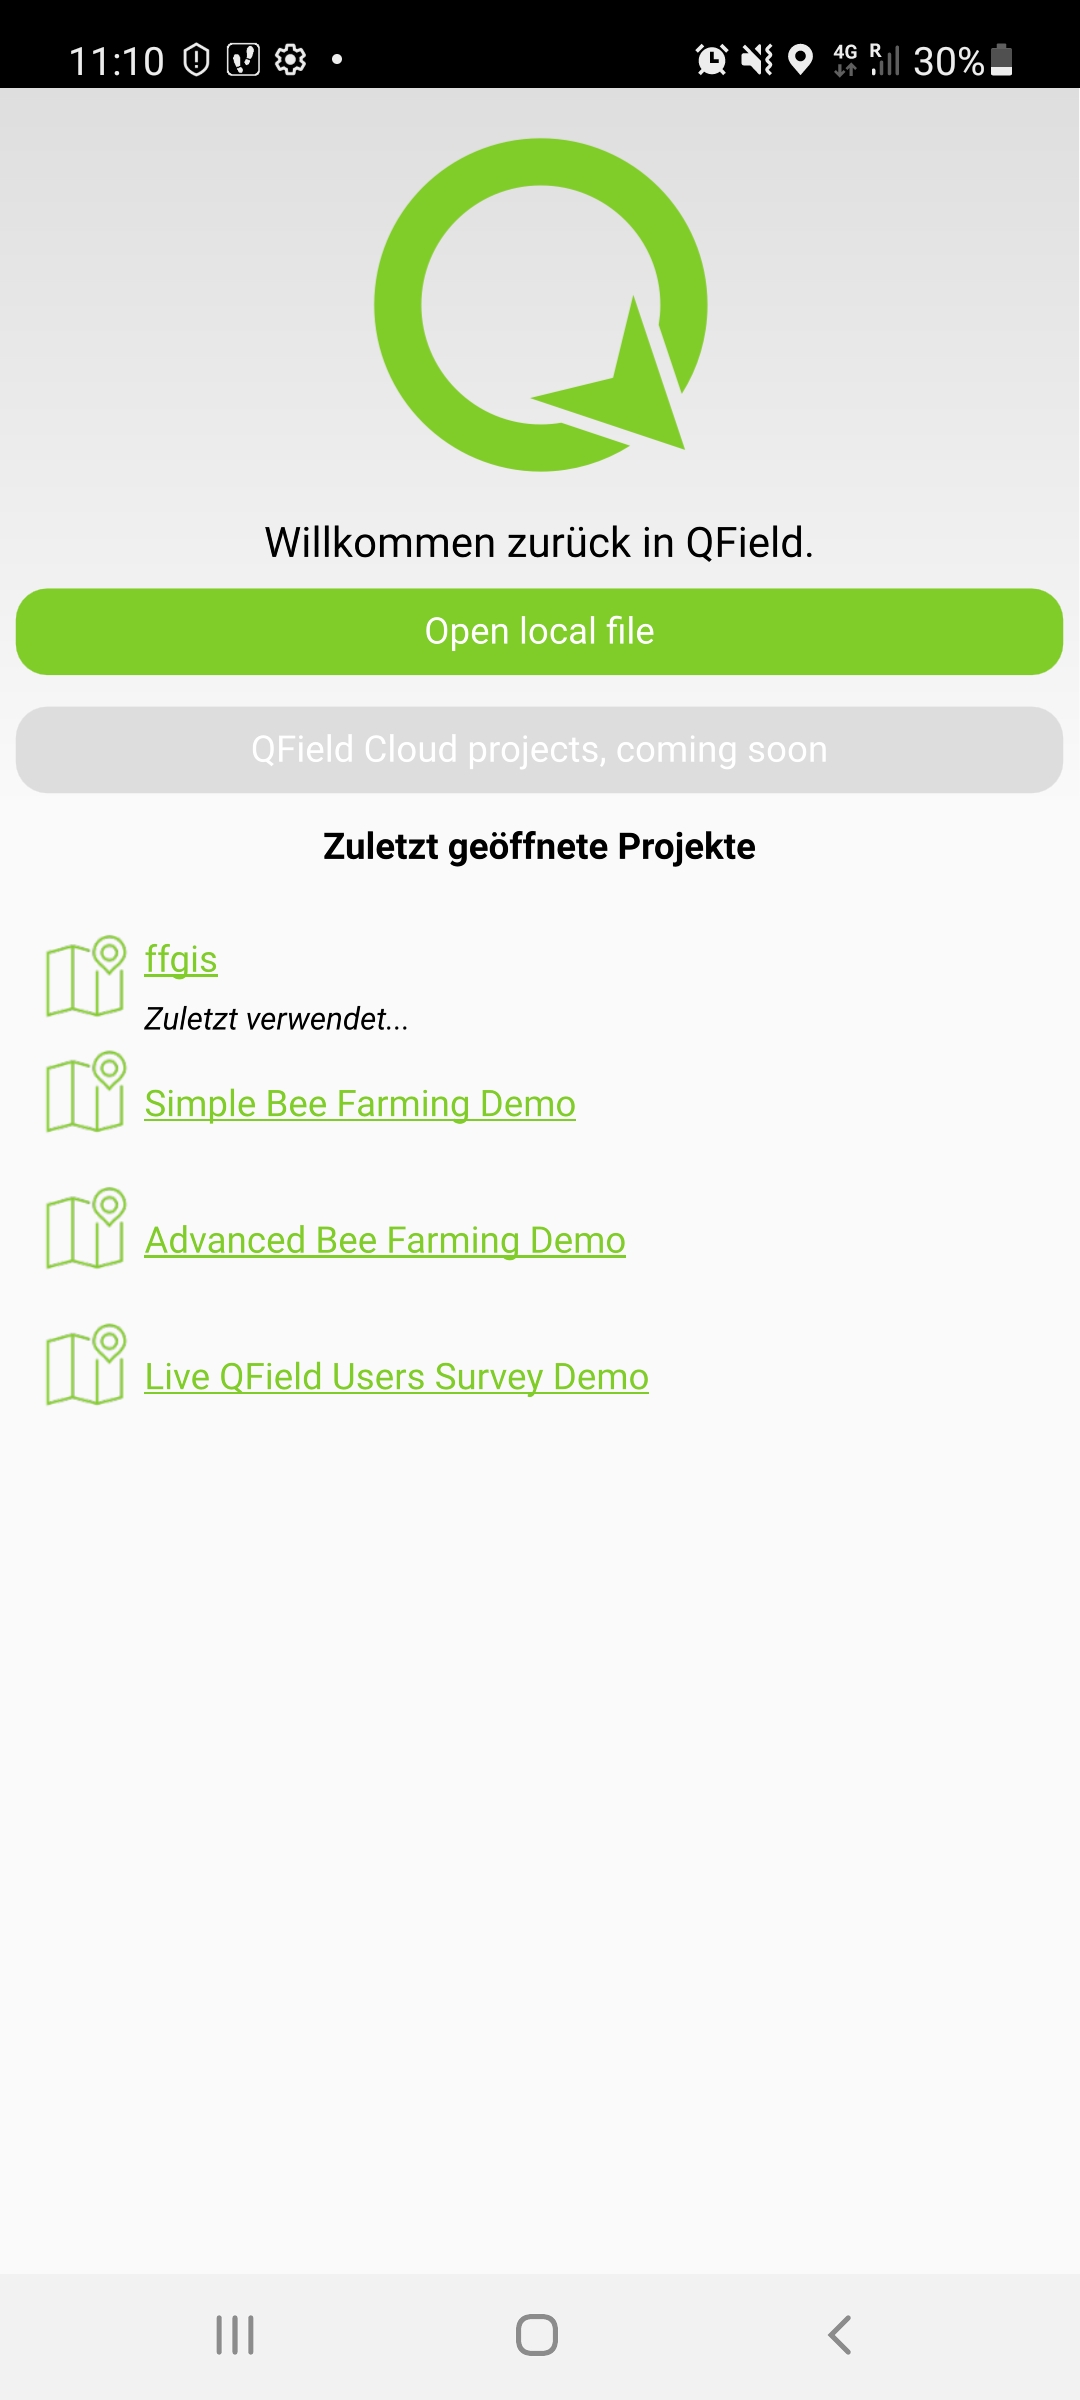 11:10
4G R 30%
Willkommen zurück in QField.
Open local file
QField Cloud projects, coming soon
Zuletzt geöffnete Projekte
ffgis
Zuletzt verwendet...
Simple Bee Farming Demo
Advanced Bee Farming Demo
Live QField Users Survey Demo